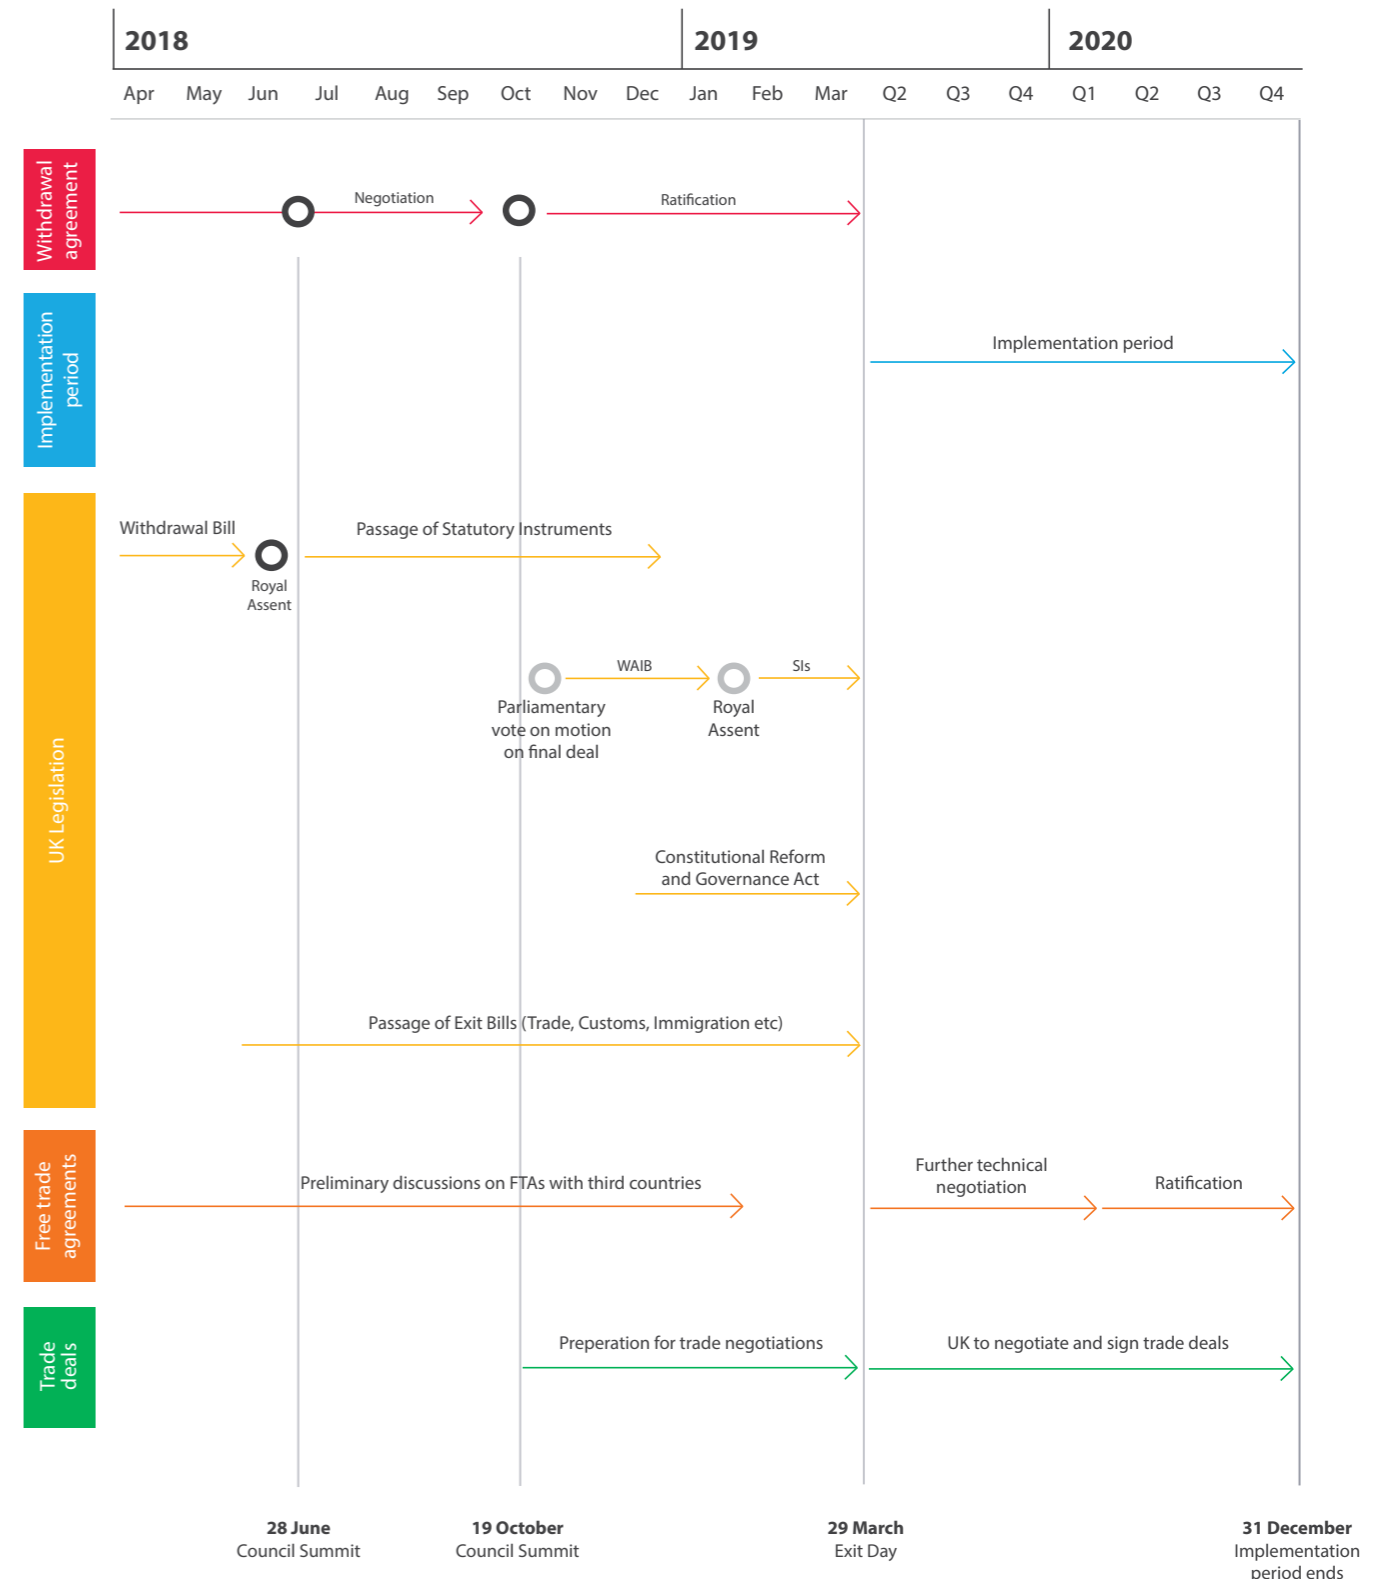 2018
2019
2020
Apr May Jun Jul Aug Sep Oct Nov Dec Jan Feb Mar Q2 Q3 Q4 Q1 Q2 Q3 Q4
Withdrawal
agreement
Negotiation
Ratification
Implementation
period
Implementation period
UK Legislation
Withdrawal Bill
Royal
Assent
Passage of Statutory Instruments
Parliamentary
vote on motion
on final deal
WAIB
Royal
Assent
SIs
Constitutional Reform
and Governance Act
Passage of Exit Bills (Trade, Customs, Immigration etc)
Free trade
agreements
Preliminary discussions on FTAs with third countries
Further technical
negotiation
Ratification
Trade
deals
Preperation for trade negotiations
UK to negotiate and sign trade deals
28 June
Council Summit
19 October
Council Summit
29 March
Exit Day
31 December
Implementation
period ends